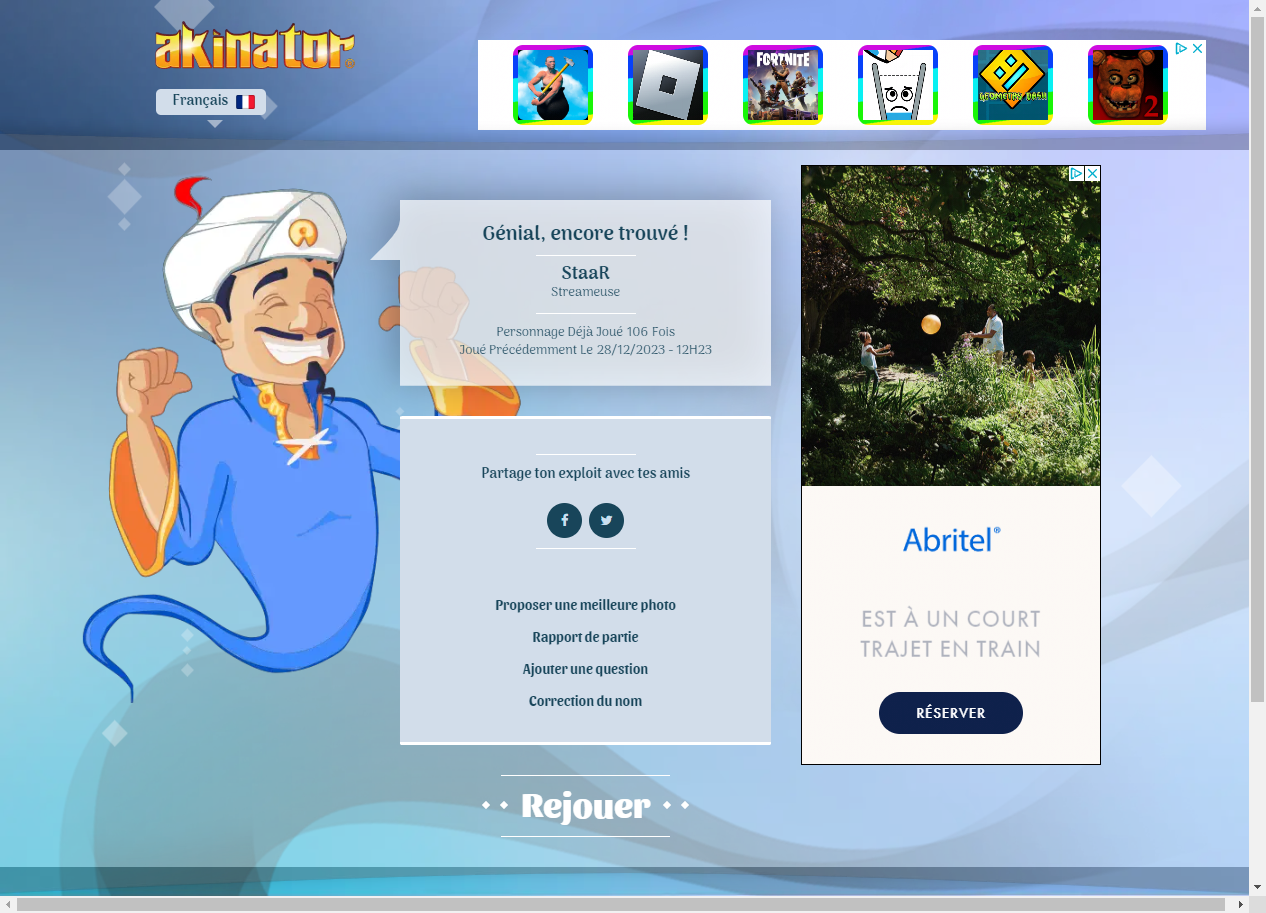 akinator
Français
FORTNITE
GEOMETRY DASH
2
Génial, encore trouvé !
StaaR
Streameuse
Personnage Déjà Joué 106 Fois
Joué Précédemment Le 28/12/2023 - 12H23
Partage ton exploit avec tes amis
Proposer une meilleure photo
Rapport de partie
Ajouter une question
Correction du nom
Rejouer
Abritel®
EST À UN COURT
TRAJET EN TRAIN
RÉSERVER